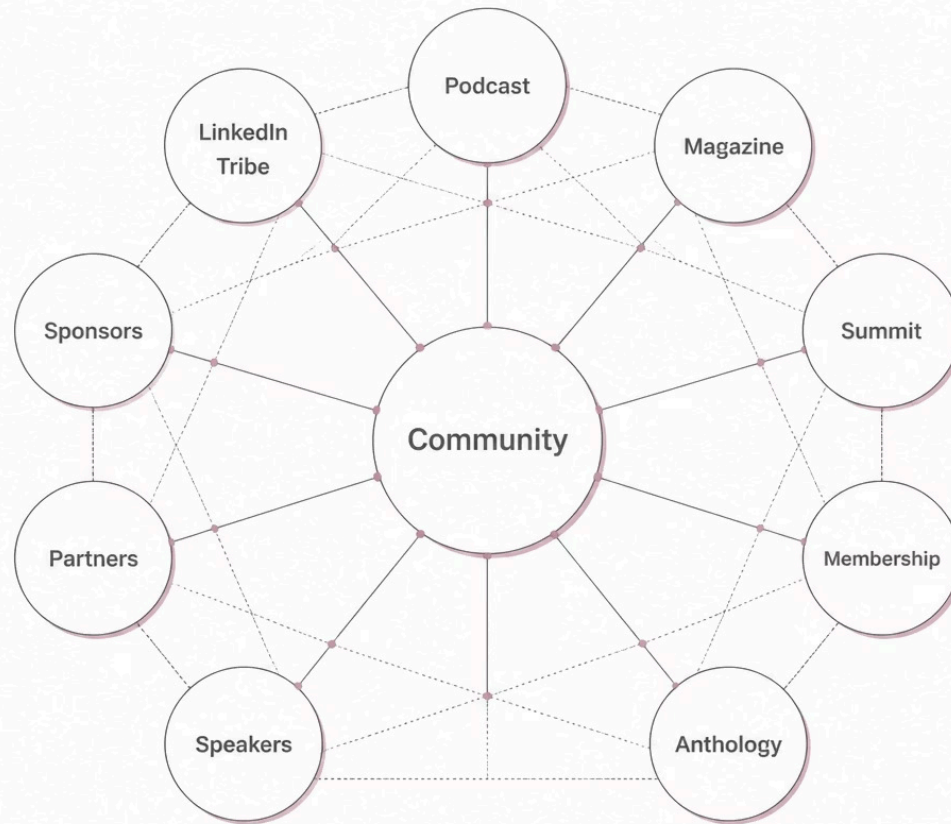 Podcast
LinkedIn
Tribe
Magazine
Sponsors
Summit
Community
Partners
Membership
Speakers
Anthology